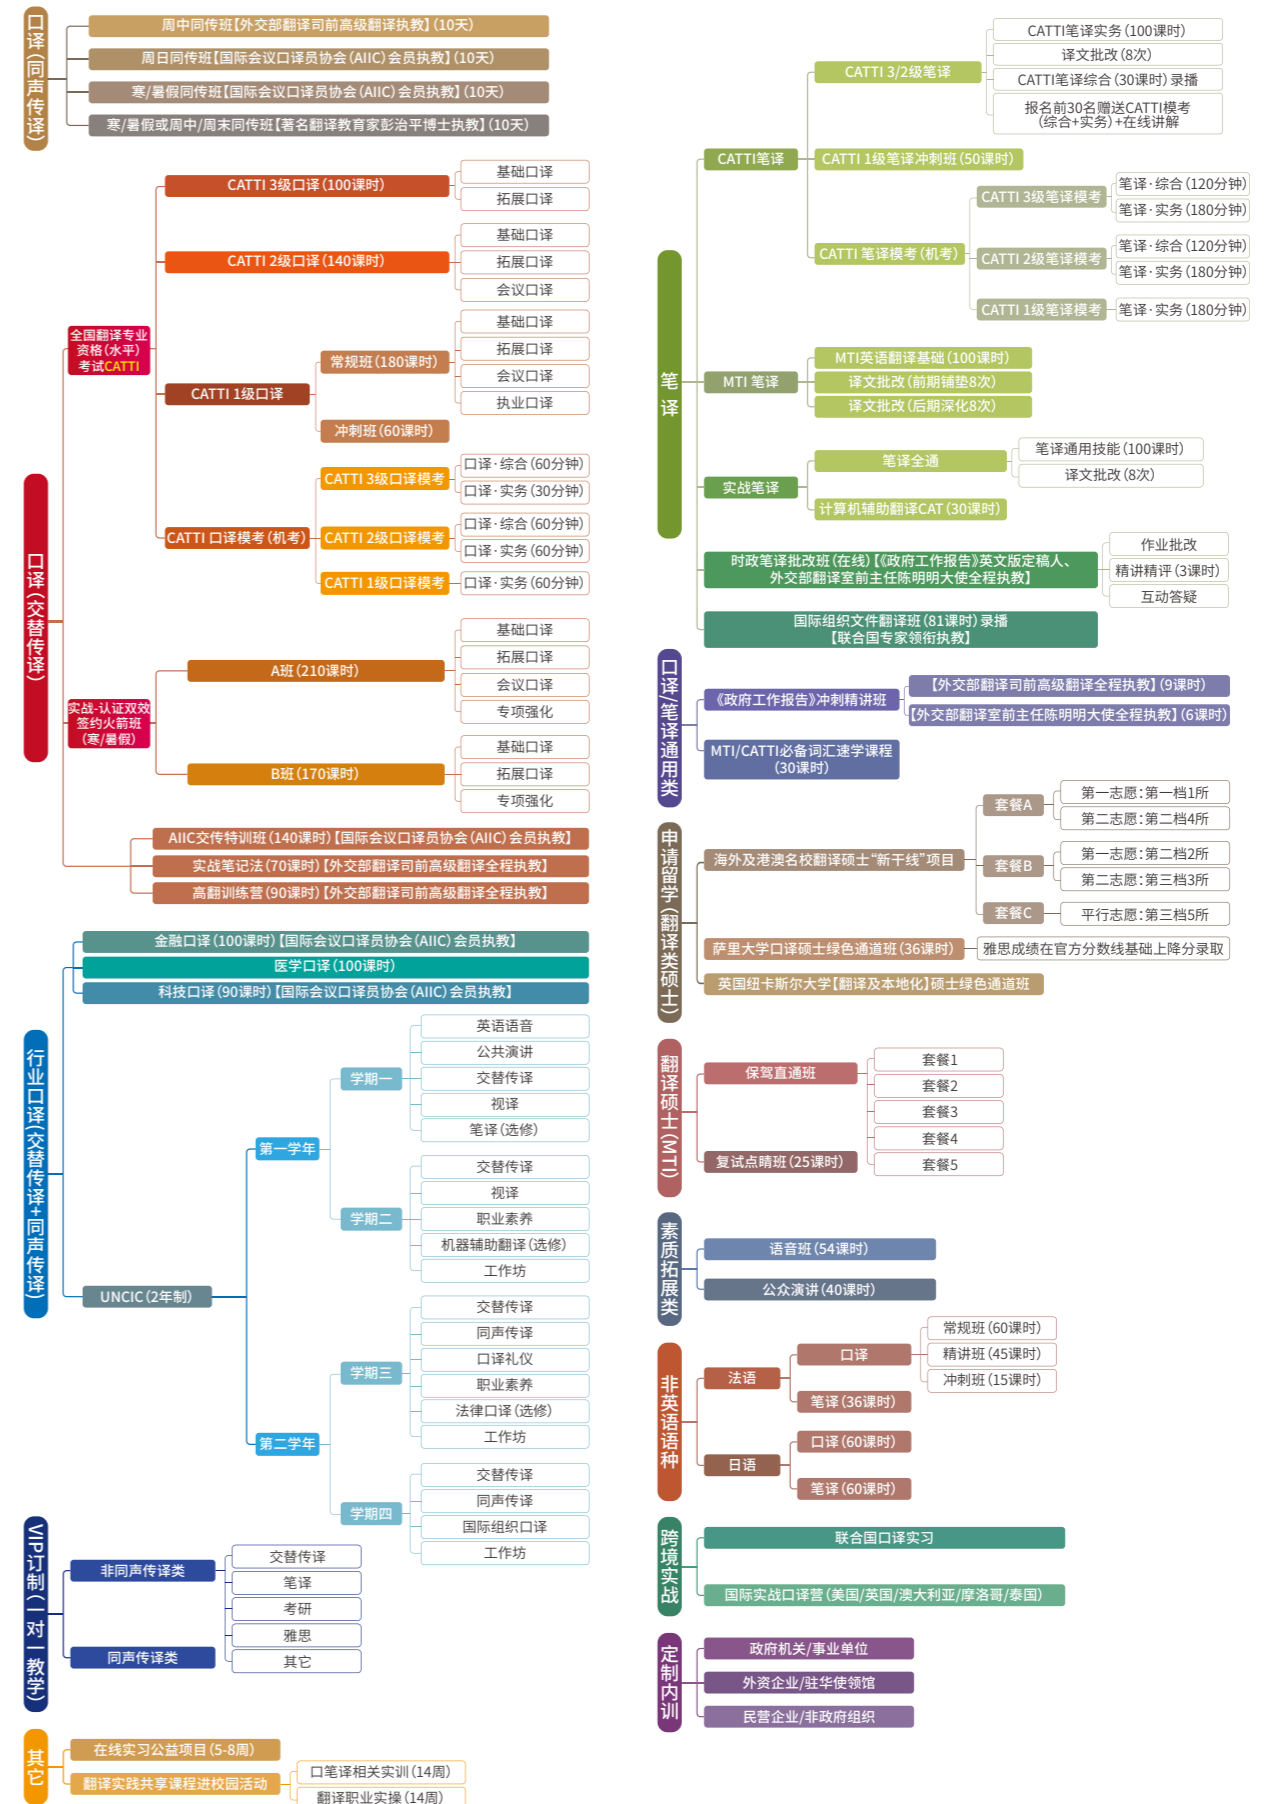 口译(同声传译)
周中同传班【外交部翻译司前高级翻译执教】(10天)
周日同传班【国际会议口译员协会(AIIC)会员执教】(10天)
寒/暑假同传班【国际会议口译员协会(AIIC)会员执教】(10天)
寒/暑假或周中/周末同传班【著名翻译教育家彭治平博士执教】(10天)
口译(交替传译)
全国翻译专业
资格(水平)
考试CATTI
CATTI 3级口译(100课时)
基础口译
拓展口译
CATTI 2级口译(140课时)
基础口译
拓展口译
会议口译
CATTI 1级口译
常规班(180课时)
基础口译
拓展口译
会议口译
执业口译
冲刺班(60课时)
CATTI 口译模考(机考)
CATTI 3级口译模考
口译·综合(60分钟)
口译·实务(30分钟)
CATTI 2级口译模考
口译·综合(60分钟)
口译·实务(60分钟)
CATTI 1级口译模考
口译·实务(60分钟)
实战-认证双效
签约火箭班
(寒/暑假)
A班(210课时)
基础口译
拓展口译
会议口译
专项强化
B班(170课时)
基础口译
拓展口译
专项强化
AIIC交传特训班(140课时)【国际会议口译员协会(AIIC)会员执教】
实战笔记法(70课时)【外交部翻译司前高级翻译全程执教】
高翻训练营(90课时)【外交部翻译司前高级翻译全程执教】
行业口译(交替传译+同声传译)
金融口译(100课时)【国际会议口译员协会(AIIC)会员执教】
医学口译(100课时)
科技口译(90课时)【国际会议口译员协会(AIIC)会员执教】
UNCIC(2年制)
第一学年
学期一
英语语音
公共演讲
交替传译
视译
笔译(选修)
学期二
交替传译
视译
职业素养
机器辅助翻译(选修)
工作坊
第二学年
学期三
交替传译
同声传译
口译礼仪
职业素养
法律口译(选修)
工作坊
学期四
交替传译
同声传译
国际组织口译
工作坊
VIP订制(一对一教学)
非同声传译类
同声传译类
交替传译
笔译
考研
雅思
其它
其它
在线实习公益项目(5-8周)
翻译实践共享课程进校园活动
口笔译相关实训(14周)
翻译职业实操(14周)
笔译
CATTI笔译
CATTI 3/2级笔译
CATTI笔译实务(100课时)
译文批改(8次)
CATTI笔译综合(30课时)录播
报名前30名赠送CATTI模考
(综合+实务)+在线讲解
CATTI 1级笔译冲刺班(50课时)
CATTI 笔译模考(机考)
CATTI 3级笔译模考
笔译·综合(120分钟)
笔译·实务(180分钟)
CATTI 2级笔译模考
笔译·综合(120分钟)
笔译·实务(180分钟)
CATTI 1级笔译模考
笔译·实务(180分钟)
MTI 笔译
MTI英语翻译基础(100课时)
译文批改(前期铺垫8次)
译文批改(后期深化8次)
实战笔译
笔译全通
笔译通用技能(100课时)
译文批改(8次)
计算机辅助翻译CAT(30课时)
时政笔译批改班(在线)【《政府工作报告》英文版定稿人、
外交部翻译室前主任陈明明大使全程执教】
作业批改
精讲精评(3课时)
互动答疑
国际组织文件翻译班(81课时)录播
【联合国专家领衔执教】
口译/笔译通用类
《政府工作报告》冲刺精讲班
【外交部翻译司前高级翻译全程执教】(9课时)
【外交部翻译室前主任陈明明大使全程执教】(6课时)
MTI/CATTI必备词汇速学课程
(30课时)
申请留学(翻译类硕士)
海外及港澳名校翻译硕士“新干线”项目
套餐A
第一志愿:第一档1所
第二志愿:第二档4所
套餐B
第一志愿:第二档2所
第二志愿:第三档3所
套餐C
平行志愿:第三档5所
萨里大学口译硕士绿色通道班(36课时)
雅思成绩在官方分数线基础上降分录取
英国纽卡斯尔大学【翻译及本地化】硕士绿色通道班
翻译硕士(MTI)
保驾直通班
复试点睛班(25课时)
套餐1
套餐2
套餐3
套餐4
套餐5
素质拓展类
语音班(54课时)
公众演讲(40课时)
非英语语种
法语
口译
常规班(60课时)
精讲班(45课时)
冲刺班(15课时)
笔译(36课时)
日语
口译(60课时)
笔译(60课时)
跨境实战
联合国口译实习
国际实战口译营(美国/英国/澳大利亚/摩洛哥/泰国)
定制内训
政府机关/事业单位
外资企业/驻华使领馆
民营企业/非政府组织